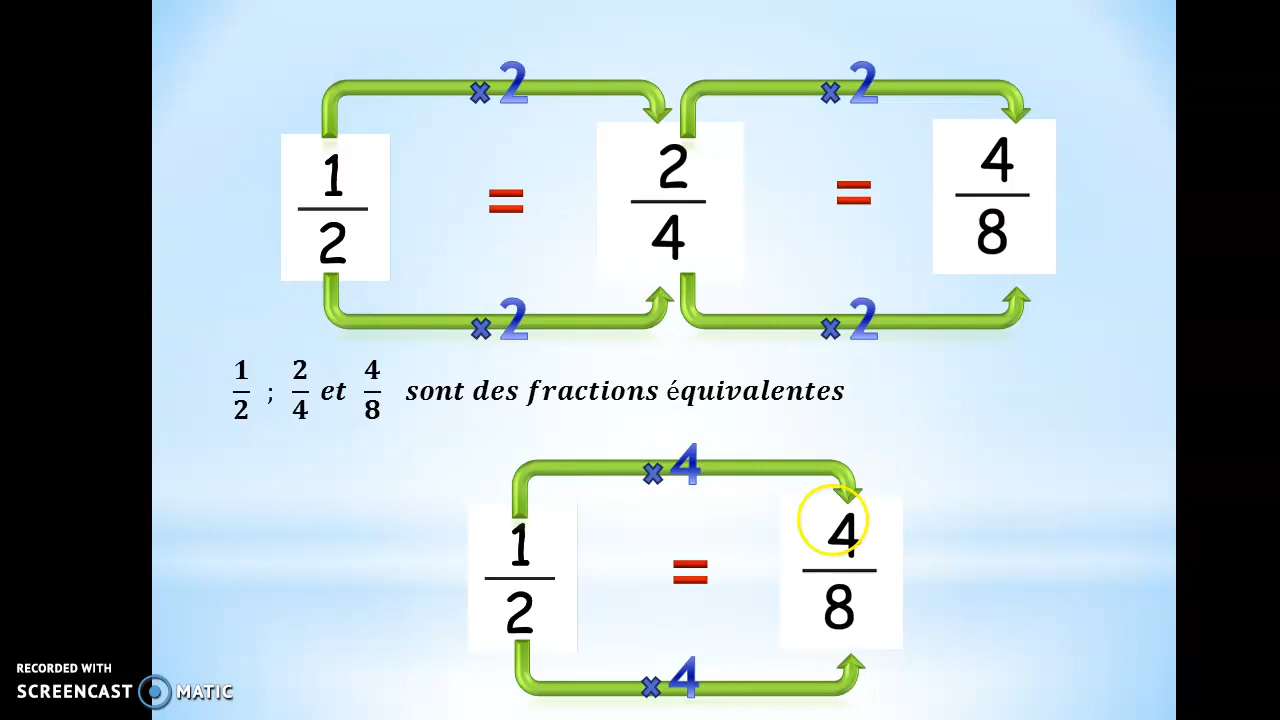 × 2 × 2
1/2 = 2/4 = 4/8
× 2 × 2
1/2 ; 2/4 et 4/8 sont des fractions équivalentes
× 4
1/2 = 4/8
× 4
RECORDED WITH
SCREENCAST MATIC